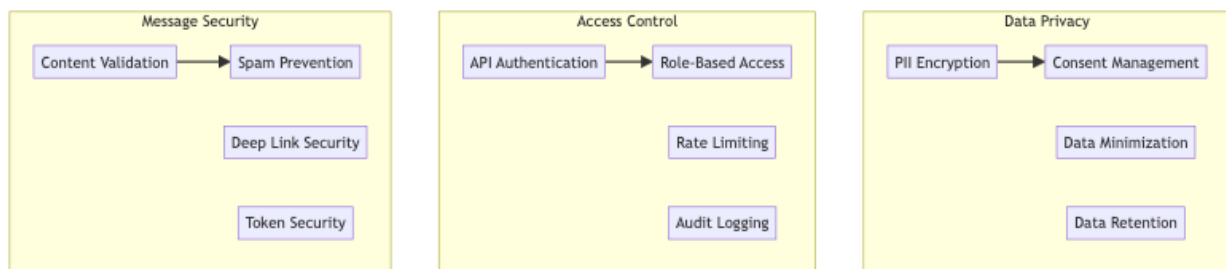 Message Security
Content Validation
Spam Prevention
Deep Link Security
Token Security
Access Control
API Authentication
Role-Based Access
Rate Limiting
Audit Logging
Data Privacy
PII Encryption
Consent Management
Data Minimization
Data Retention